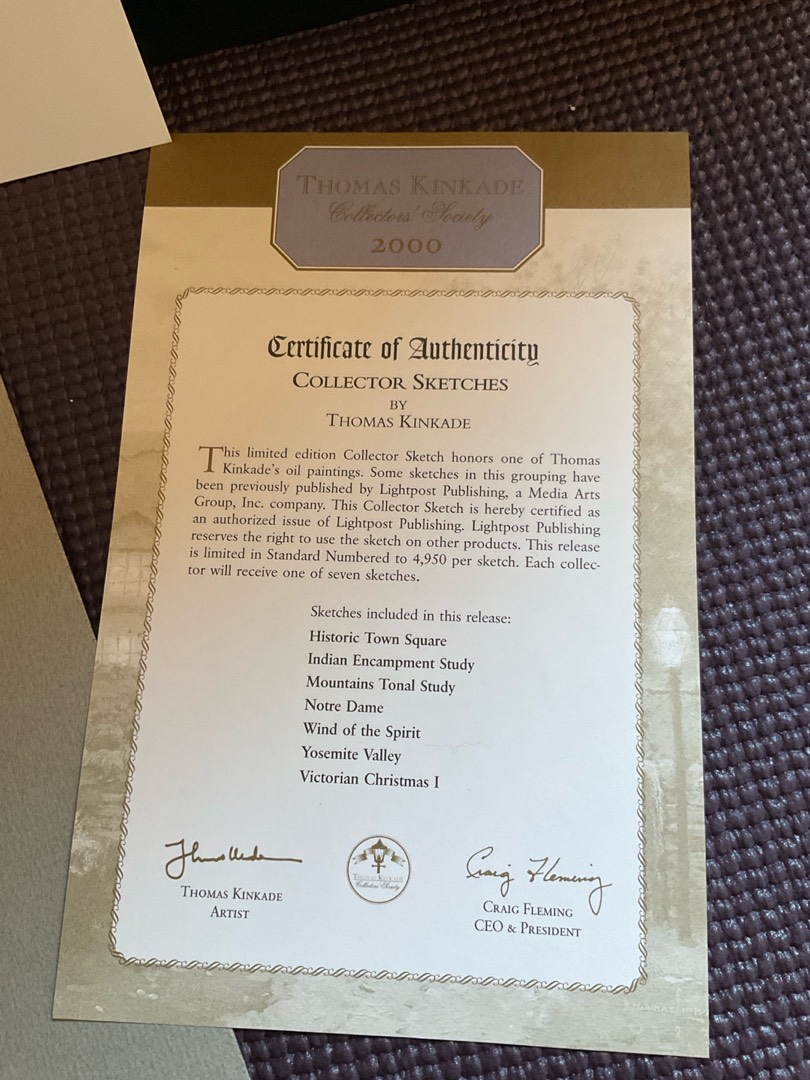 THOMAS KINKADE
Collectors' Society
2000
Certificate of Authenticity
COLLECTOR SKETCHES
BY
THOMAS KINKADE
This limited edition Collector Sketch honors one of Thomas
Kinkade's oil paintings. Some sketches in this grouping have
been previously published by Lightpost Publishing, a Media Arts
Group, Inc. company. This Collector Sketch is hereby certified as
an authorized issue of Lightpost Publishing. Lightpost Publishing
reserves the right to use the sketch on other products. This release
is limited in Standard Numbered to 4,950 per sketch. Each collec-
tor will receive one of seven sketches.
Sketches included in this release:
Historic Town Square
Indian Encampment Study
Mountains Tonal Study
Notre Dame
Wind of the Spirit
Yosemite Valley
Victorian Christmas I
THOMAS KINKADE
ARTIST
THOMAS KINKADE
Collectors' Society
Craig Fleming
CRAIG FLEMING
CEO & PRESIDENT